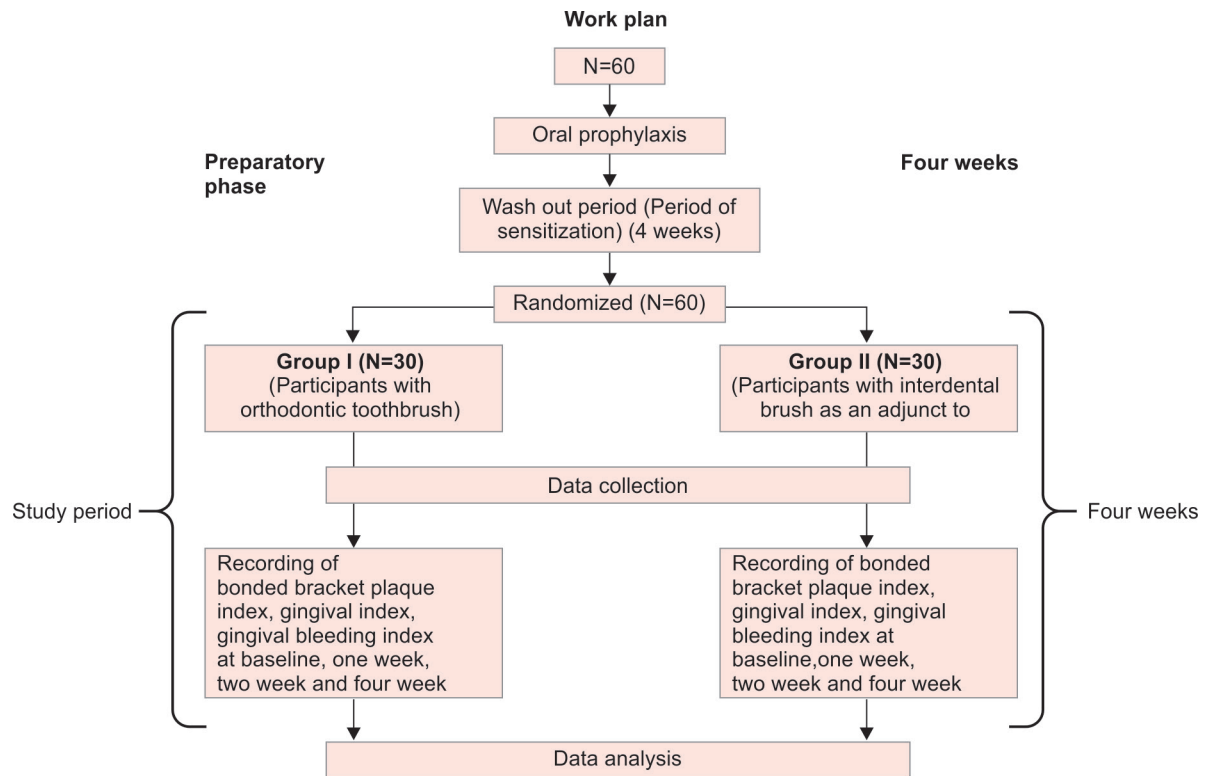 Work plan
N=60
Oral prophylaxis
Preparatory
phase
Four weeks
Wash out period (Period of
sensitization) (4 weeks)
Randomized (N=60)
Group I (N=30)
(Participants with
orthodontic toothbrush)
Group II (N=30)
(Participants with interdental
brush as an adjunct to
Data collection
Study period
Four weeks
Recording of
bonded bracket plaque
index, gingival index,
gingival bleeding index
at baseline, one week,
two week and four week
Recording of bonded
bracket plaque index,
gingival index, gingival
bleeding index at
baseline,one week,
two week and four week
Data analysis